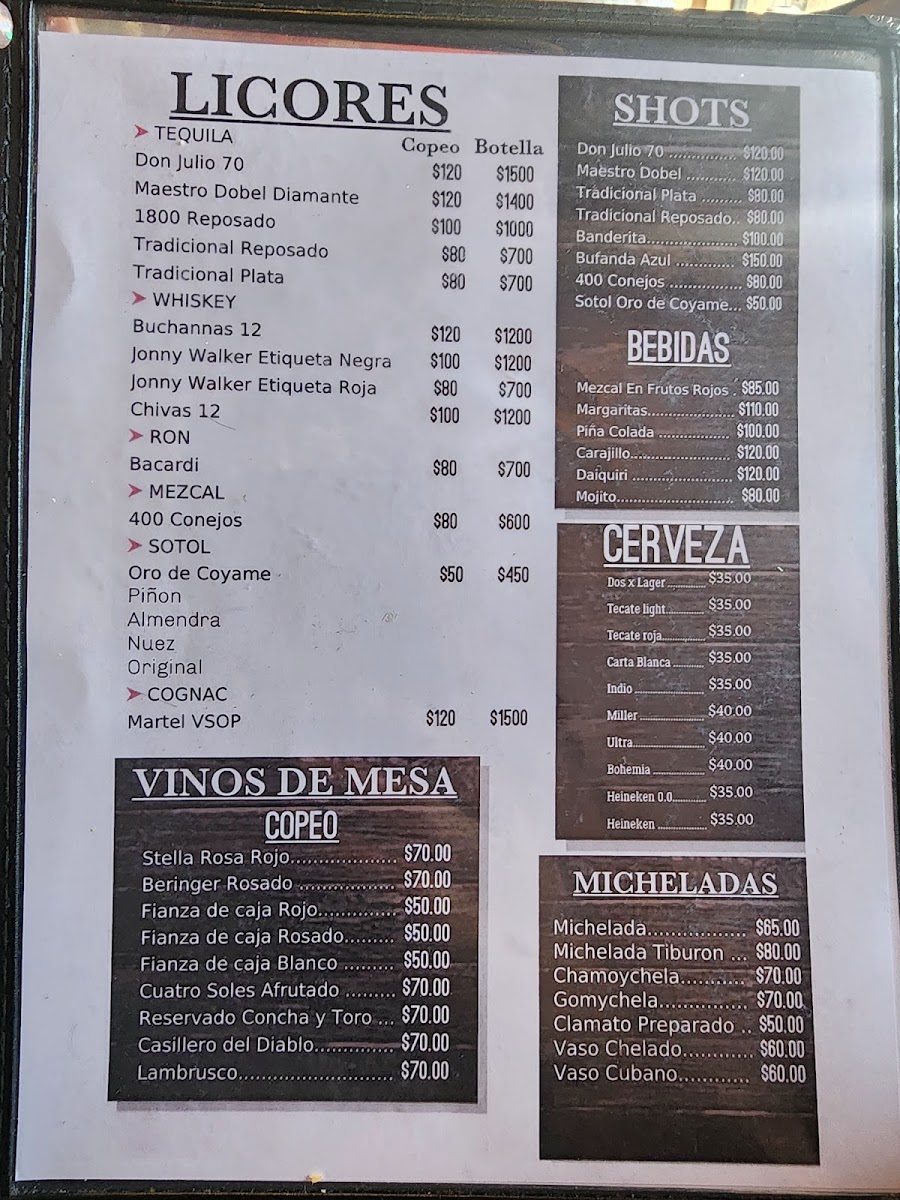 LICORES
➤ TEQUILA Copeo Botella
Don Julio 70 $120 $1500
Maestro Dobel Diamante $120 $1400
1800 Reposado $100 $1000
Tradicional Reposado $80 $700
Tradicional Plata $80 $700
➤ WHISKEY
Buchannas 12 $120 $1200
Jonny Walker Etiqueta Negra $100 $1200
Jonny Walker Etiqueta Roja $80 $700
Chivas 12 $100 $1200
➤ RON
Bacardi $80 $700
➤ MEZCAL
400 Conejos $80 $600
➤ SOTOL
Oro de Coyame $50 $450
Piñon
Almendra
Nuez
Original
➤ COGNAC
Martel VSOP $120 $1500
VINOS DE MESA
COPEO
Stella Rosa Rojo.................. $70.00
Beringer Rosado ................ $70.00
Fianza de caja Rojo............. $50.00
Fianza de caja Rosado......... $50.00
Fianza de caja Blanco ......... $50.00
Cuatro Soles Afrutado ......... $70.00
Reservado Concha y Toro ... $70.00
Casillero del Diablo.............. $70.00
Lambrusco.......................... $70.00
SHOTS
Don Julio 70 ............... $120.00
Maestro Dobel ........... $120.00
Tradicional Plata ......... $80.00
Tradicional Reposado.. $80.00
Banderita.................... $100.00
Bufanda Azul ............. $150.00
400 Conejos ............... $80.00
Sotol Oro de Coyame... $50.00
BEBIDAS
Mezcal En Frutos Rojos . $85.00
Margaritas................... $110.00
Piña Colada ................ $100.00
Carajillo...................... $120.00
Daiquiri ...................... $120.00
Mojito.......................... $80.00
CERVEZA
Dos x Lager ............. $35.00
Tecate light............. $35.00
Tecate roja.............. $35.00
Carta Blanca .......... $35.00
Indio ...................... $35.00
Miller ..................... $40.00
Ultra....................... $40.00
Bohemia ................ $40.00
Heineken 0.0........... $35.00
Heineken ................ $35.00
MICHELADAS
Michelada................. $65.00
Michelada Tiburon ... $80.00
Chamoychela........... $70.00
Gomychela............... $70.00
Clamato Preparado .. $50.00
Vaso Chelado............ $60.00
Vaso Cubano............ $60.00